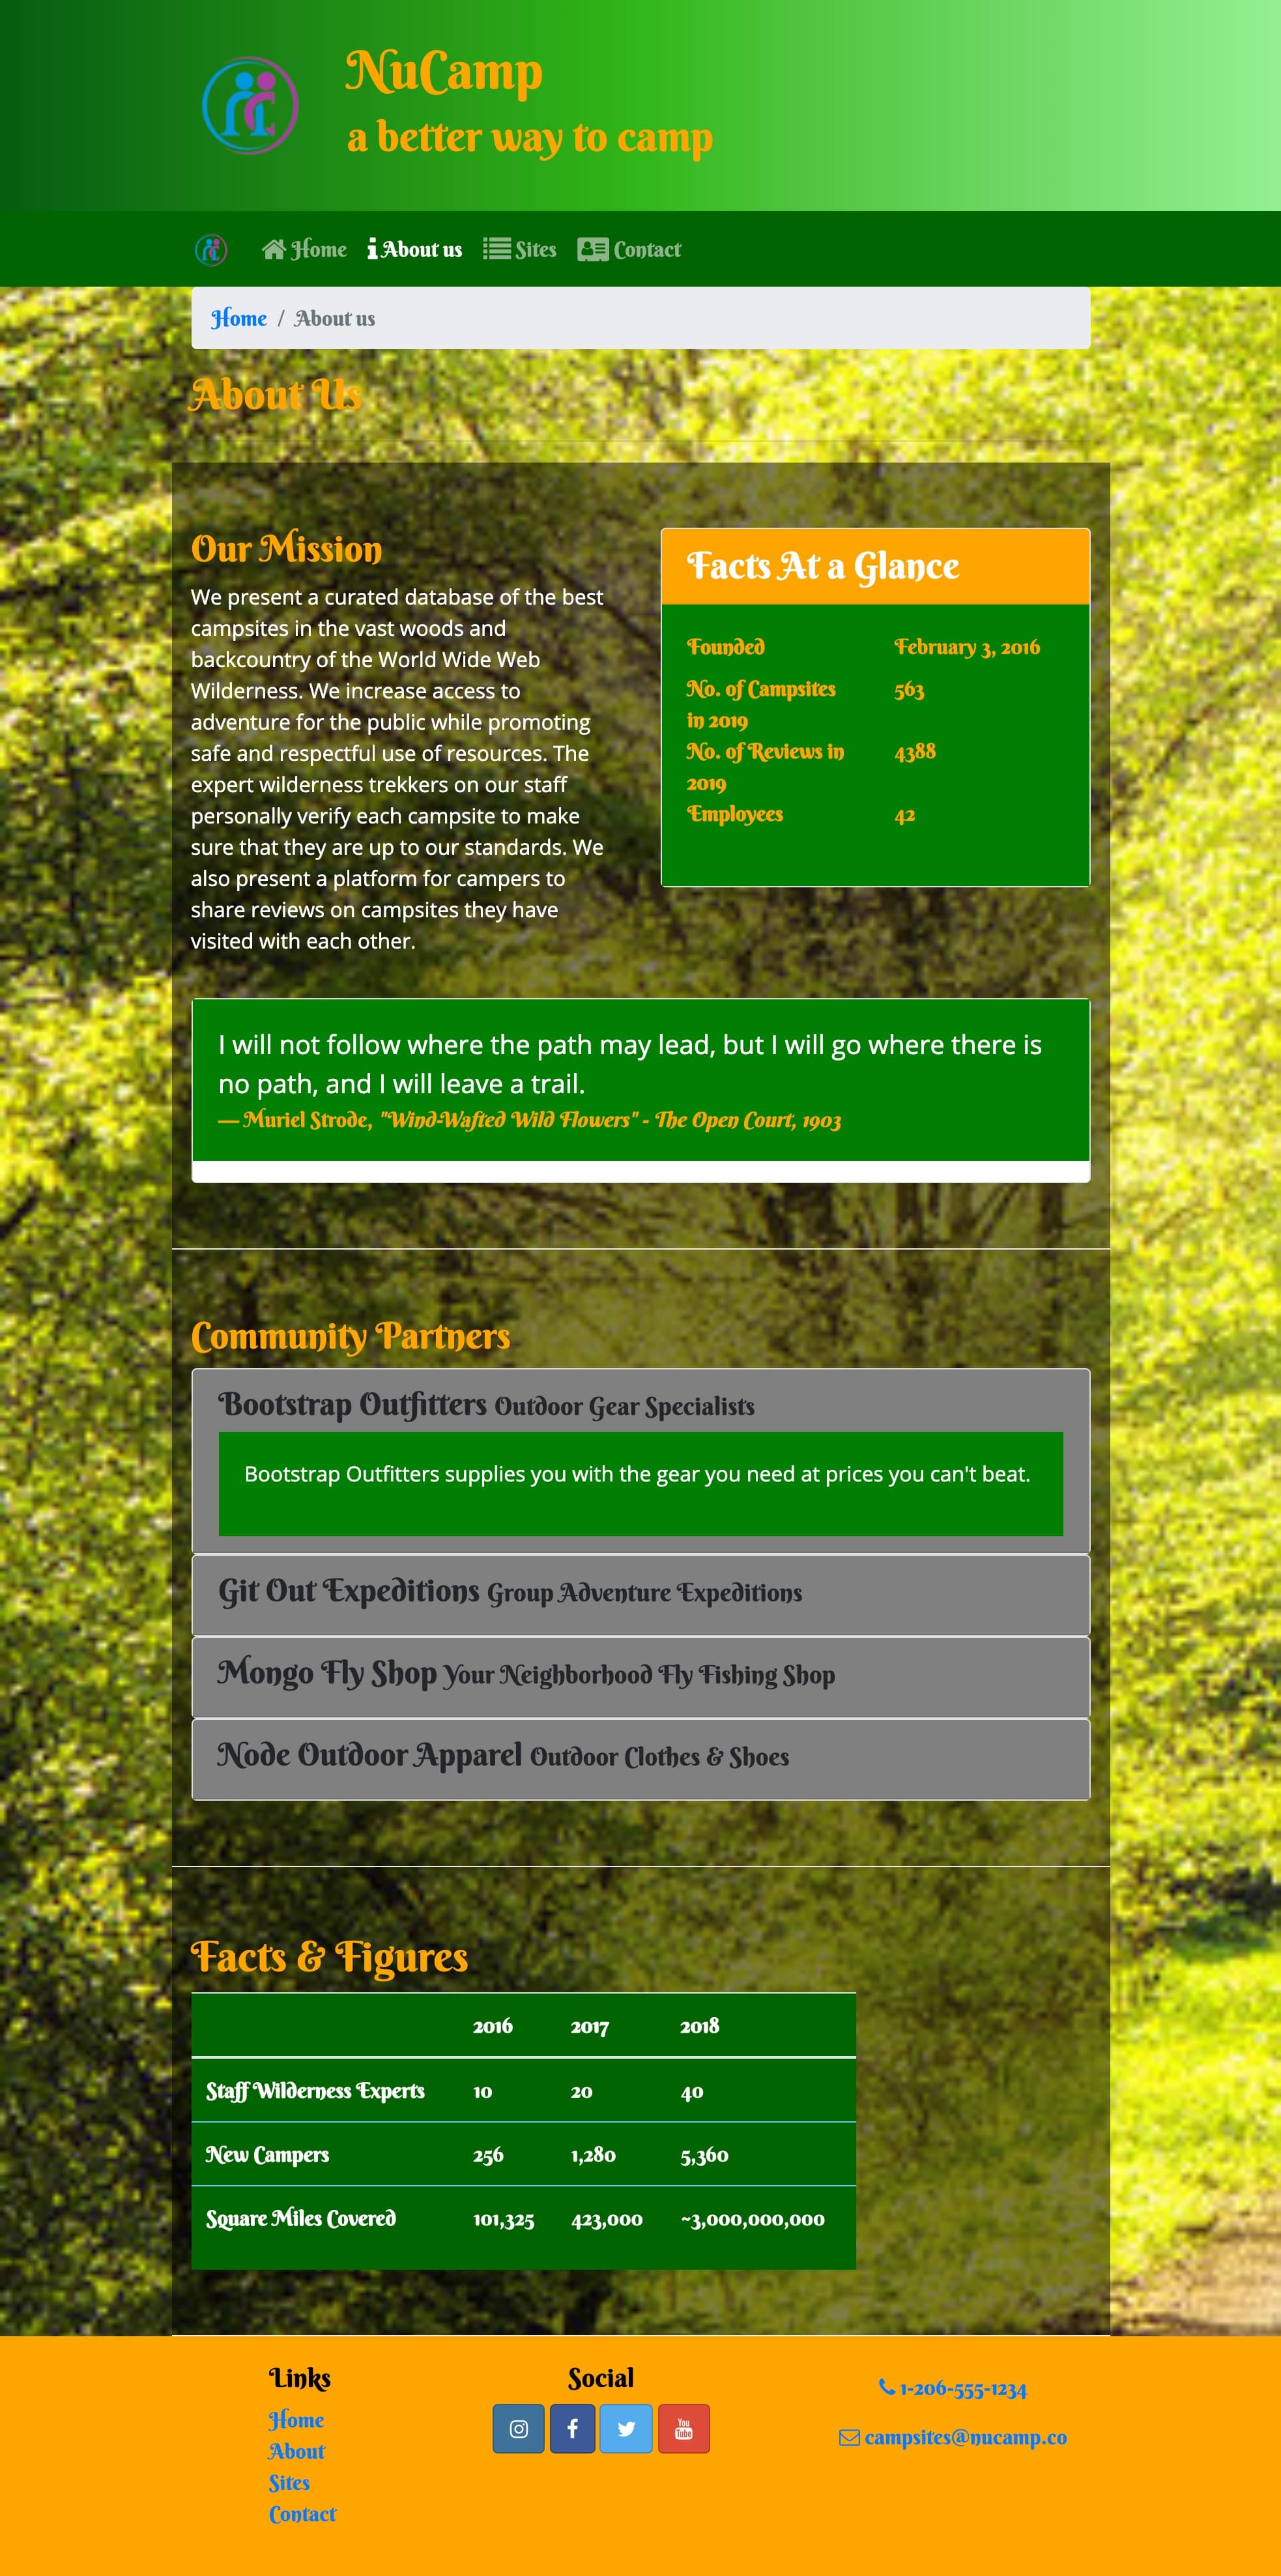 NuCamp
a better way to camp
Home About us Sites Contact
Home / About us
About Us
Our Mission
We present a curated database of the best
campsites in the vast woods and
backcountry of the World Wide Web
Wilderness. We increase access to
adventure for the public while promoting
safe and respectful use of resources. The
expert wilderness trekkers on our staff
personally verify each campsite to make
sure that they are up to our standards. We
also present a platform for campers to
share reviews on campsites they have
visited with each other.
Facts At a Glance
Founded February 3, 2016
No. of Campsites 563
in 2019
No. of Reviews in 4388
2019
Employees 42
I will not follow where the path may lead, but I will go where there is
no path, and I will leave a trail.
— Muriel Strode, "Wind-Wafted Wild Flowers" - The Open Court, 1903
Community Partners
Bootstrap Outfitters Outdoor Gear Specialists
Bootstrap Outfitters supplies you with the gear you need at prices you can't beat.
Git Out Expeditions Group Adventure Expeditions
Mongo Fly Shop Your Neighborhood Fly Fishing Shop
Node Outdoor Apparel Outdoor Clothes & Shoes
Facts & Figures
2016 2017 2018
Staff Wilderness Experts 10 20 40
New Campers 256 1,280 5,360
Square Miles Covered 101,325 423,000 ~3,000,000,000
Links
Home
About
Sites
Contact
Social
You
Tube
1-206-555-1234
campsites@nucamp.co